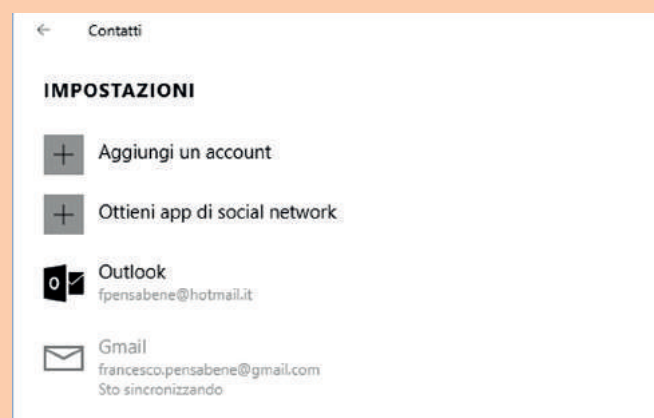 Contatti
IMPOSTAZIONI
Aggiungi un account
Ottieni app di social network
Outlook
fpensabene@hotmail.it
Gmail
francesco.pensabene@gmail.com
Sto sincronizzando